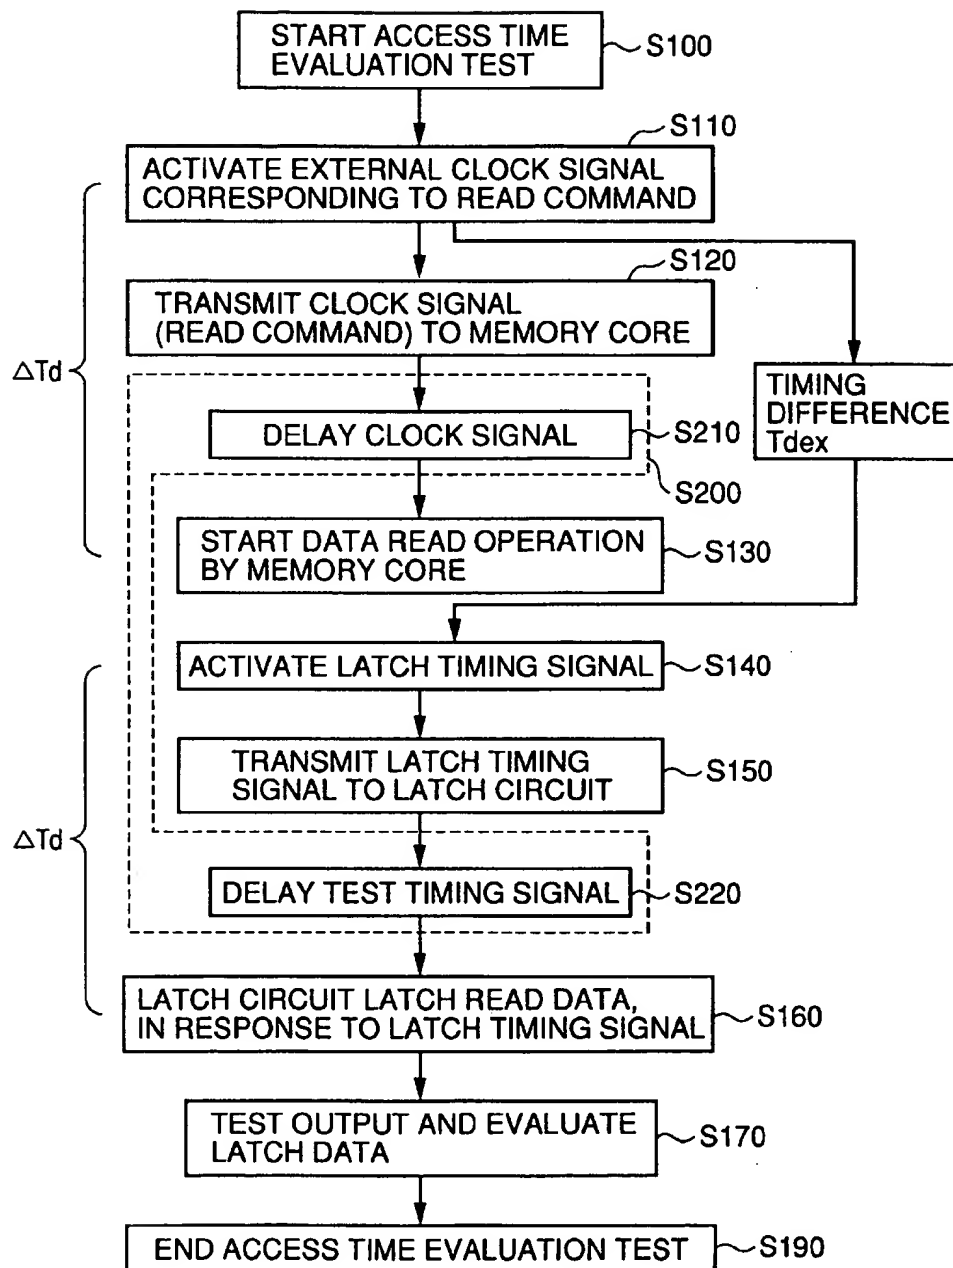 START ACCESS TIME
EVALUATION TEST
S100
S110
ACTIVATE EXTERNAL CLOCK SIGNAL
CORRESPONDING TO READ COMMAND
S120
TRANSMIT CLOCK SIGNAL
(READ COMMAND) TO MEMORY CORE
△Td
TIMING
DIFFERENCE
Tdex
DELAY CLOCK SIGNAL
S210
S200
START DATA READ OPERATION
BY MEMORY CORE
S130
ACTIVATE LATCH TIMING SIGNAL
S140
TRANSMIT LATCH TIMING
SIGNAL TO LATCH CIRCUIT
S150
△Td
DELAY TEST TIMING SIGNAL
S220
LATCH CIRCUIT LATCH READ DATA,
IN RESPONSE TO LATCH TIMING SIGNAL
S160
TEST OUTPUT AND EVALUATE
LATCH DATA
S170
END ACCESS TIME EVALUATION TEST
S190